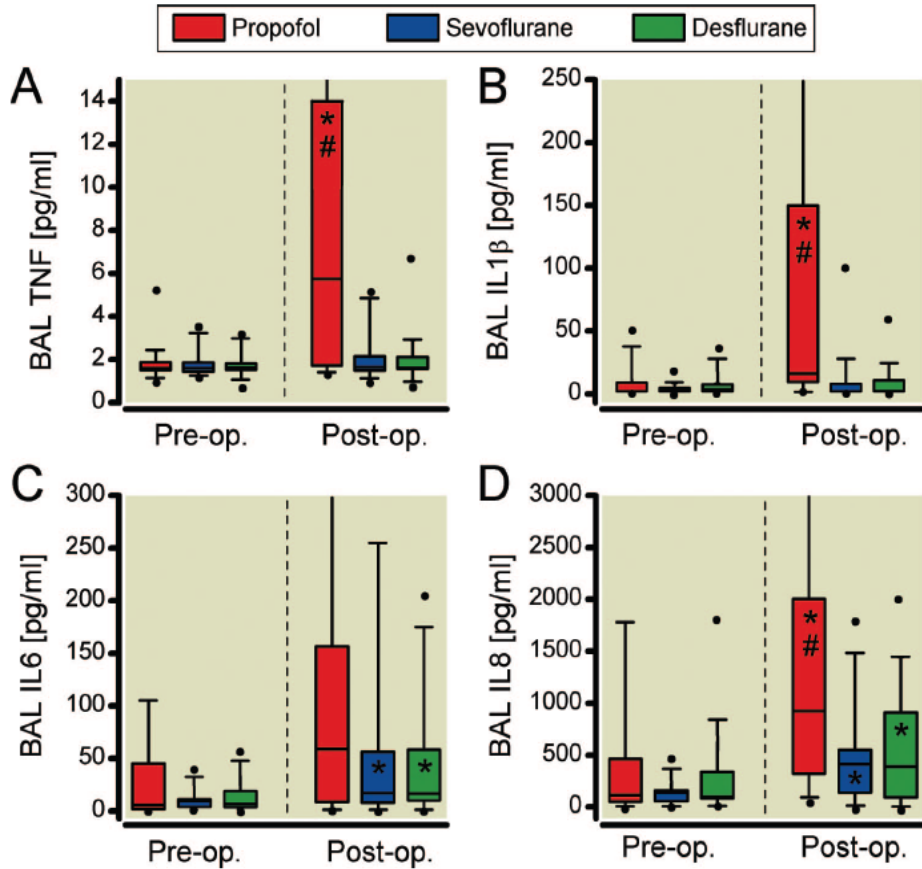 Propofol Sevoflurane Desflurane
A
BAL TNF [pg/ml]
14
12
10
8
6
4
2
0
*
#
Pre-op. Post-op.
B
BAL IL1β [pg/ml]
250
200
150
100
50
0
*
#
Pre-op. Post-op.
C
BAL IL6 [pg/ml]
300
250
200
150
100
50
0
* *
Pre-op. Post-op.
D
BAL IL8 [pg/ml]
3000
2500
2000
1500
1000
500
0
*
#
*
*
Pre-op. Post-op.